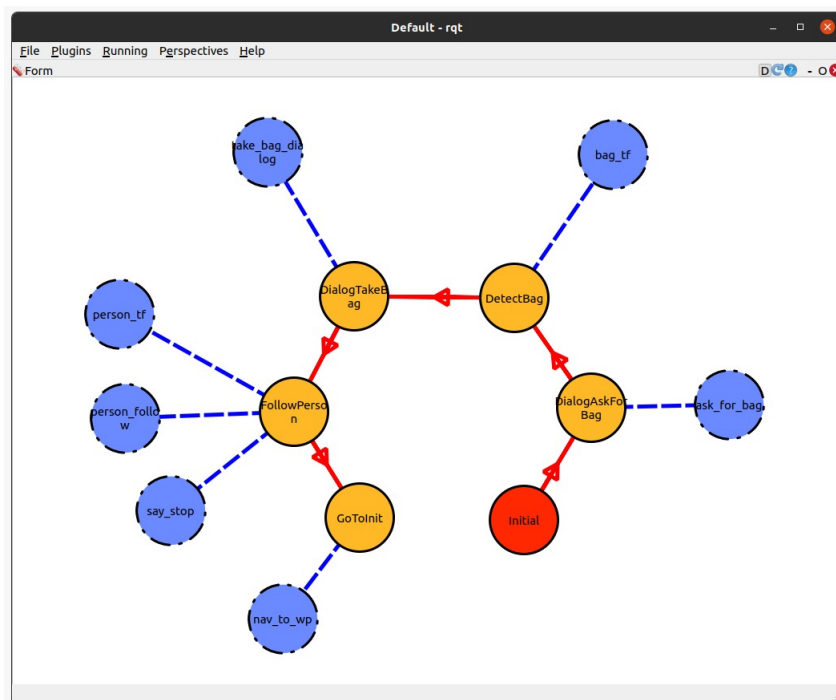 Default - rqt
File Plugins Running Perspectives Help
Form
D
?
- O
take_bag_dia
log
bag_tf
DialogTakeB
ag
DetectBag
person_tf
person_follo
w
FollowPerso
n
DialogAskFor
Bag
ask_for_bag
say_stop
GoToInit
Initial
nav_to_wp